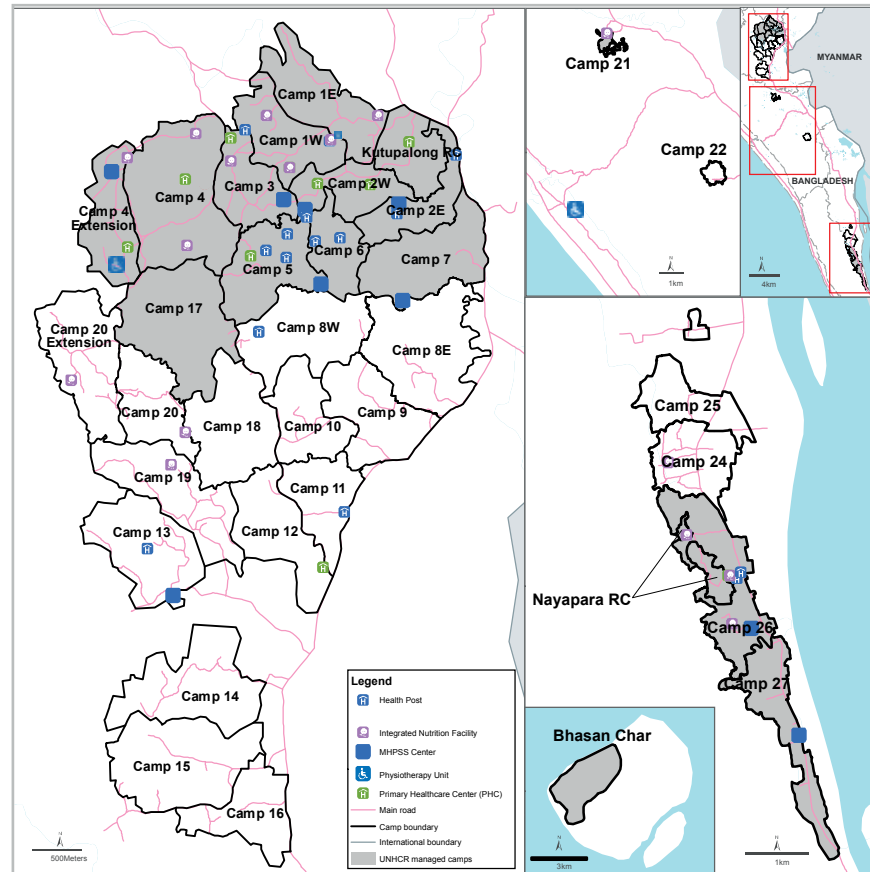 Camp 1E
Camp 1W
Kutupalong RC
Camp 4
Camp 3
Camp 2W
Camp 4
Extension
Camp 2E
Camp 6
Camp 5
Camp 7
Camp 17
Camp 20
Extension
Camp 8W
Camp 8E
Camp 20
Camp 18
Camp 10
Camp 9
Camp 19
Camp 11
Camp 13
Camp 12
Camp 14
Camp 15
Camp 16
N
500Meters
Legend
Health Post
Integrated Nutrition Facility
MHPSS Center
Physiotherapy Unit
Primary Healthcare Center (PHC)
Main road
Camp boundary
International boundary
UNHCR managed camps
Camp 21
Camp 22
N
1km
MYANMAR
BANGLADESH
N
4km
Camp 25
Camp 24
Nayapara RC
Camp 26
Camp 27
N
1km
Bhasan Char
N
3km